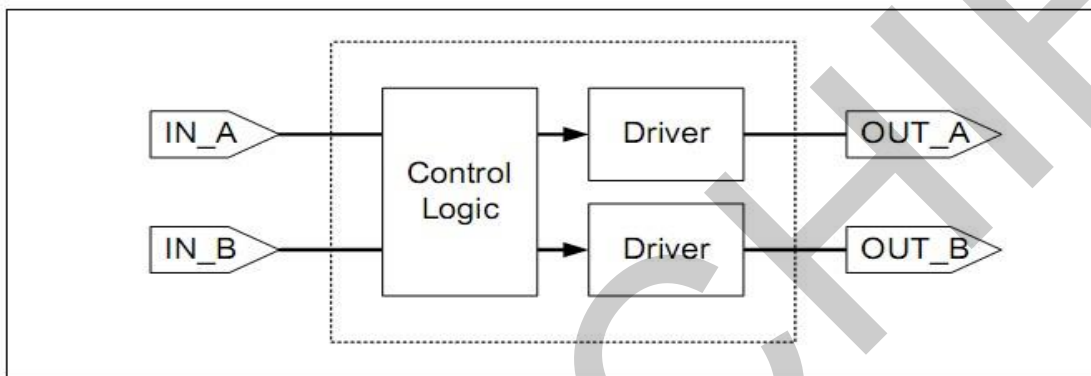 IN_A
Control
Logic
Driver
OUT_A
IN_B
Driver
OUT_B